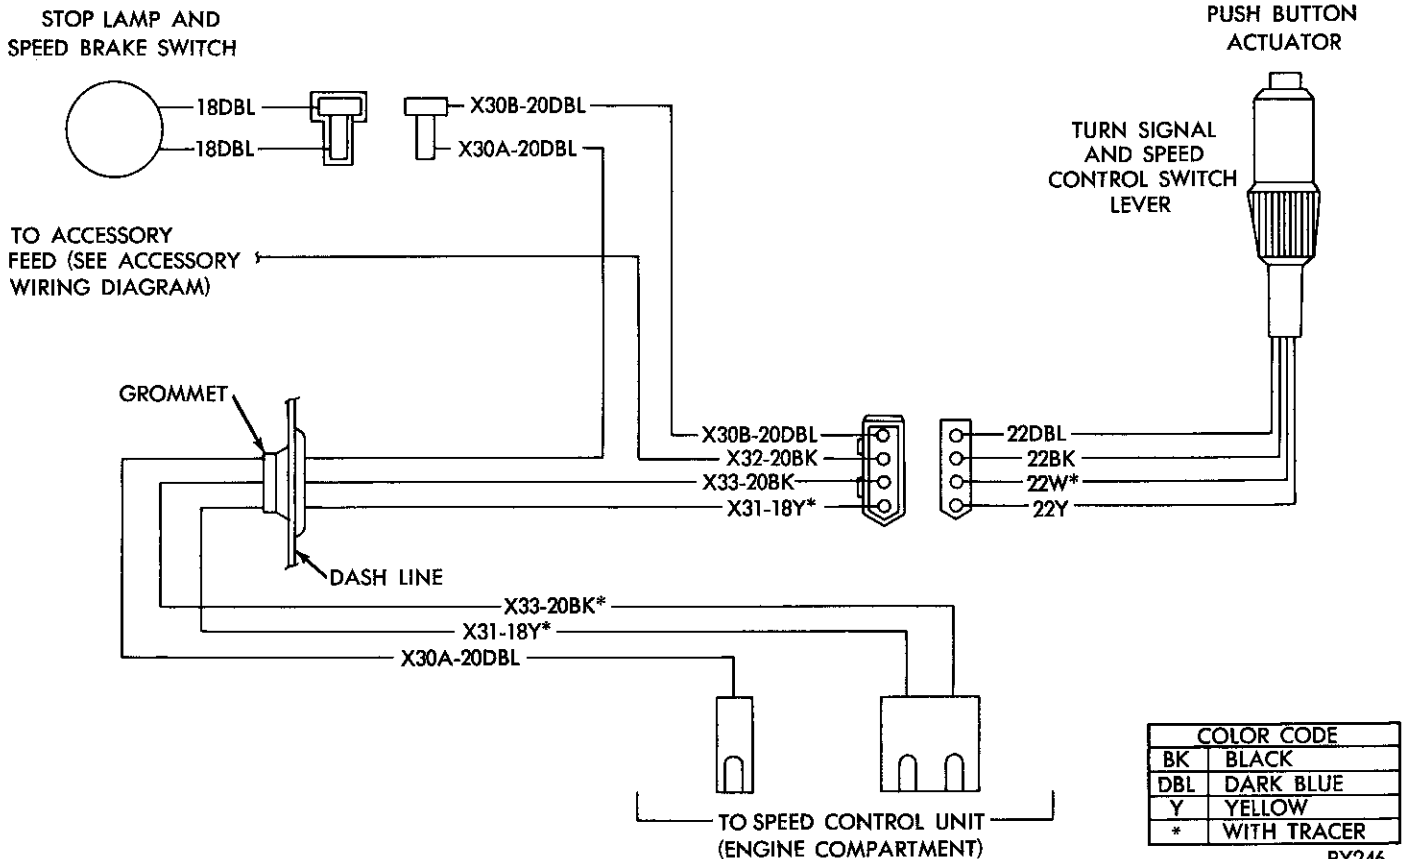 STOP LAMP AND
SPEED BRAKE SWITCH
PUSH BUTTON
ACTUATOR
18DBL
18DBL
X30B-20DBL
X30A-20DBL
TURN SIGNAL
AND SPEED
CONTROL SWITCH
LEVER
TO ACCESSORY
FEED (SEE ACCESSORY
WIRING DIAGRAM)
GROMMET
X30B-20DBL
X32-20BK
X33-20BK
X31-18Y*
22DBL
22BK
22W*
22Y
DASH LINE
X33-20BK*
X31-18Y*
X30A-20DBL
TO SPEED CONTROL UNIT
(ENGINE COMPARTMENT)
COLOR CODE
BK BLACK
DBL DARK BLUE
Y YELLOW
* WITH TRACER